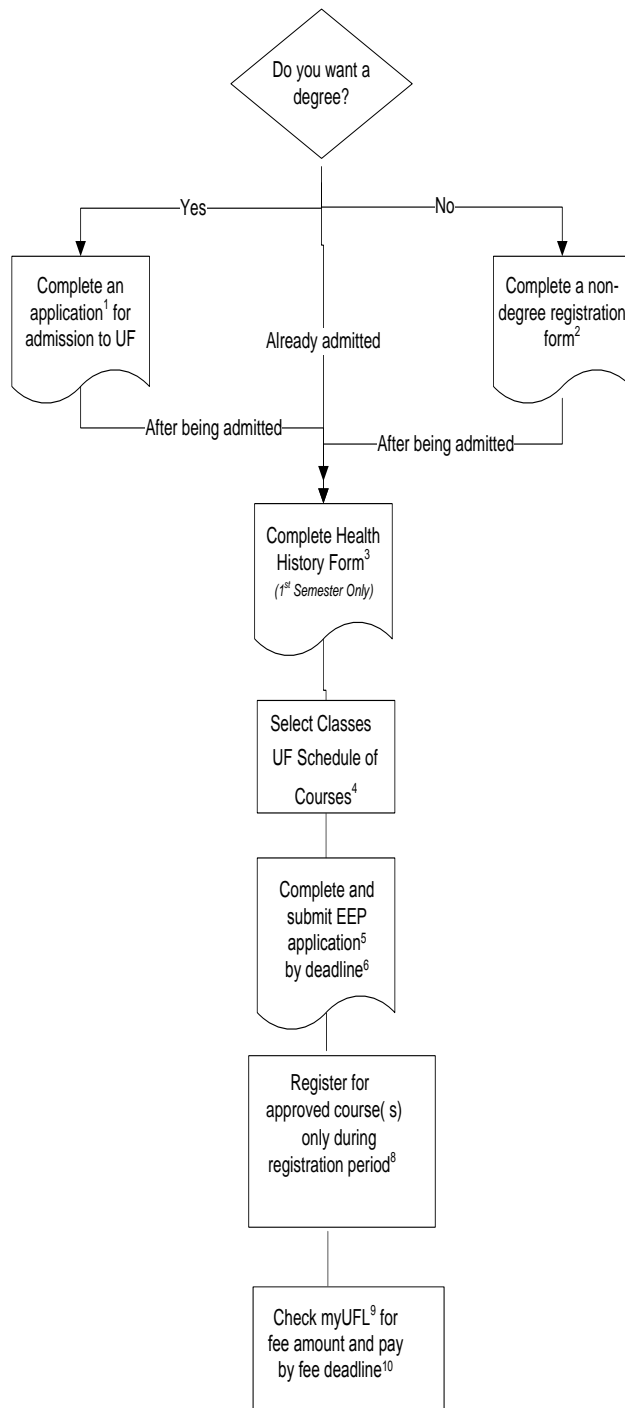 Do you want a
degree?
Yes
No
Complete an
application¹ for
admission to UF
Already admitted
Complete a non-
degree registration
form²
After being admitted
After being admitted
Complete Health
History Form³
(1st Semester Only)
Select Classes
UF Schedule of
Courses⁴
Complete and
submit EEP
application⁵
by deadline⁶
Register for
approved course( s)
only during
registration period⁸
Check myUFL⁹ for
fee amount and pay
by fee deadline¹⁰